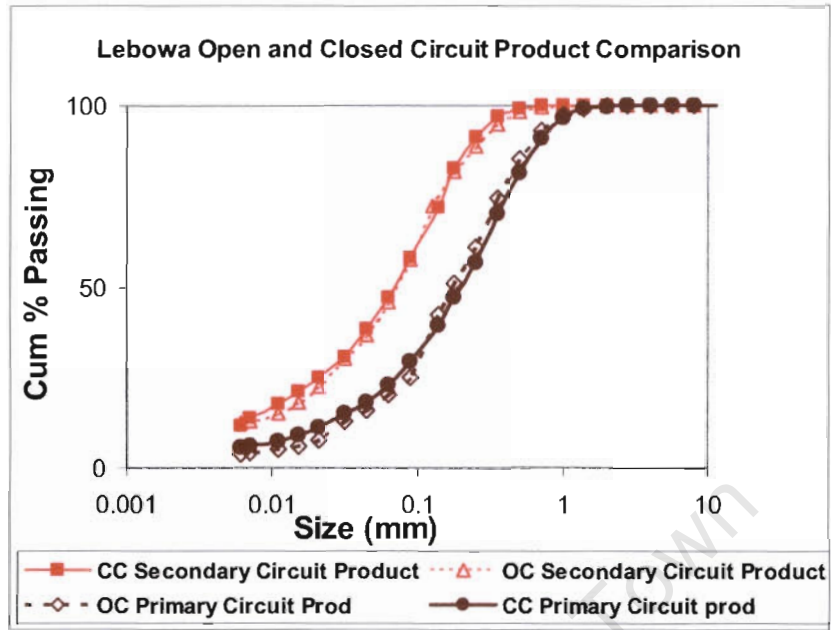 Lebowa Open and Closed Circuit Product Comparison
100
50
0
Cum % Passing
0.001 0.01 0.1 1 10
Size (mm)
CC Secondary Circuit Product OC Secondary Circuit Product
OC Primary Circuit Prod CC Primary Circuit prod
Town